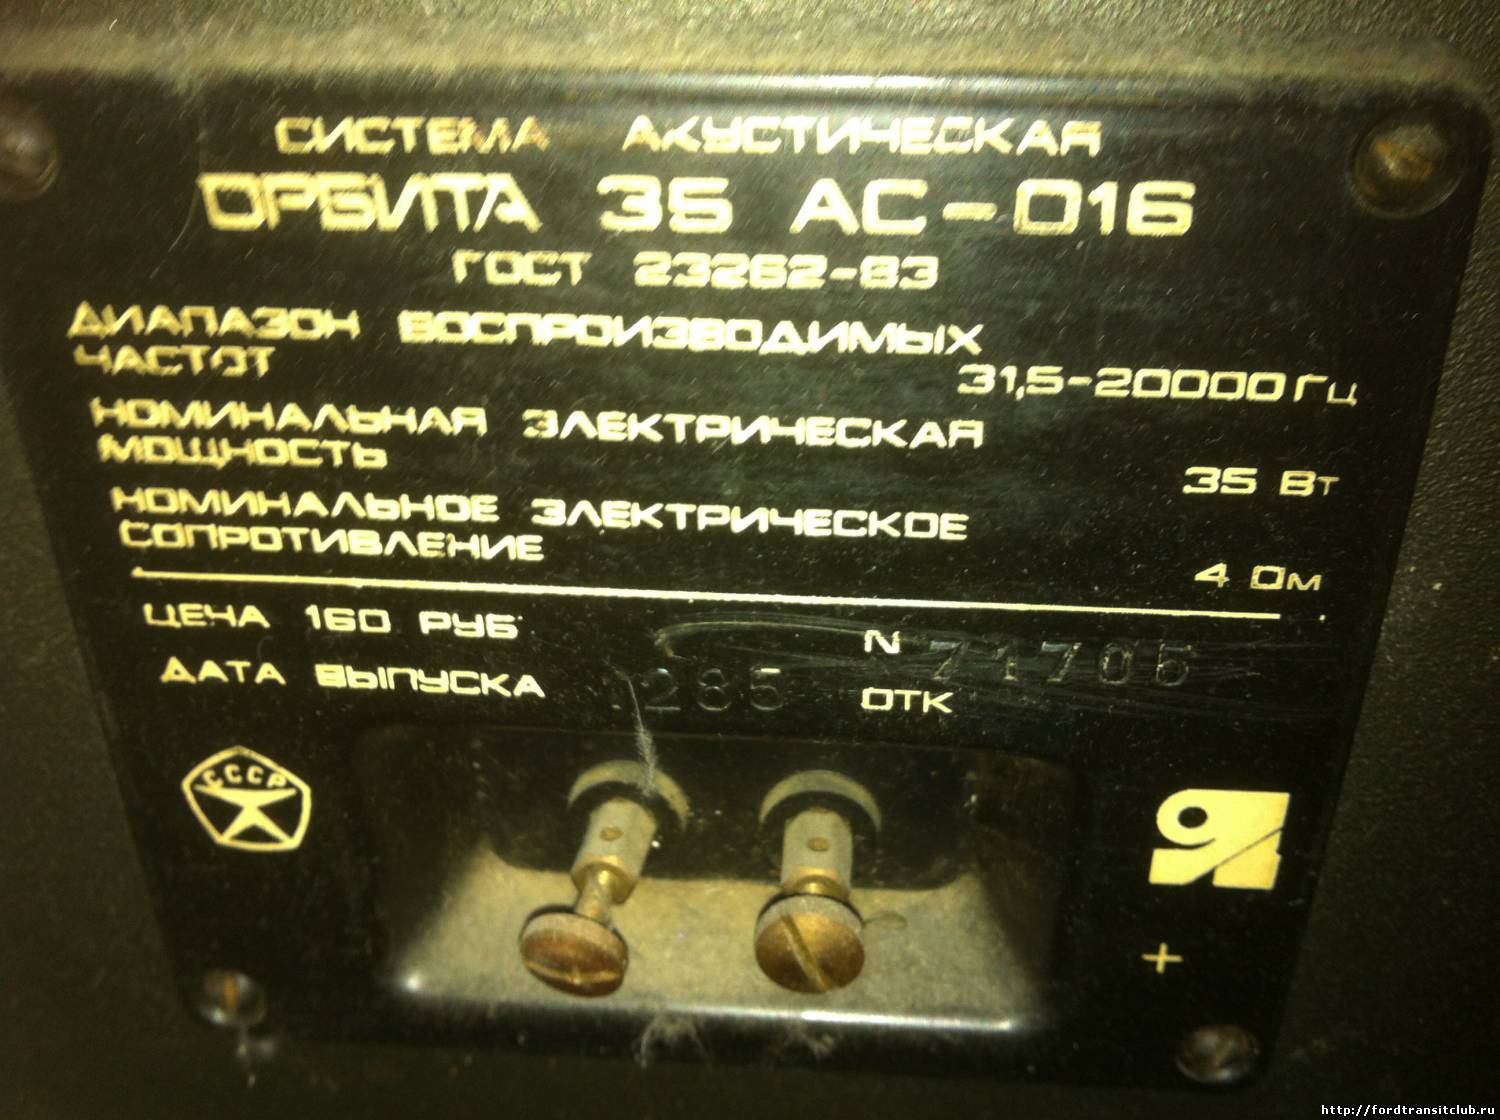 СИСТЕМА АКУСТИЧЕСКАЯ
ОРБИТА 35 АС-016
ГОСТ 23262-83
ДИАПАЗОН ВОСПРОИЗВОДИМЫХ
ЧАСТОТ 31,5-20000 Гц
НОМИНАЛЬНАЯ ЭЛЕКТРИЧЕСКАЯ
МОЩНОСТЬ 35 Вт
НОМИНАЛЬНОЕ ЭЛЕКТРИЧЕСКОЕ
СОПРОТИВЛЕНИЕ 4 Ом
ЦЕНА 160 РУБ N 71705
ДАТА ВЫПУСКА 1285 ОТК
СССР
+
http://fordtransitclub.ru